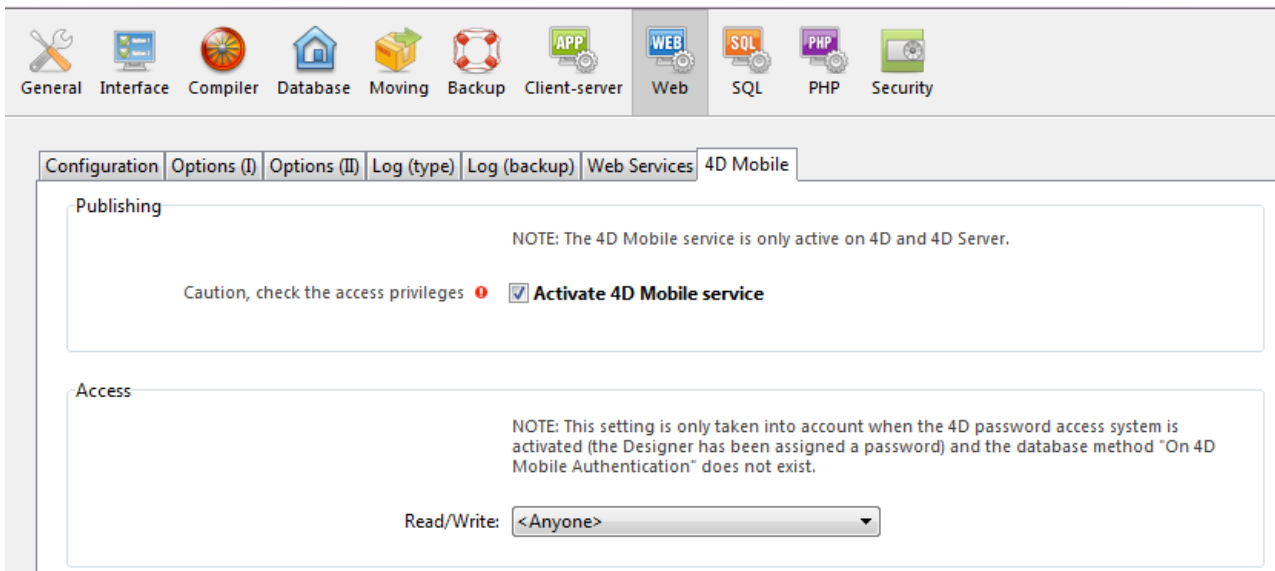 APP WEB SQL PHP
General Interface Compiler Database Moving Backup Client-server Web SQL PHP Security
Configuration Options (I) Options (II) Log (type) Log (backup) Web Services 4D Mobile
Publishing
NOTE: The 4D Mobile service is only active on 4D and 4D Server.
Caution, check the access privileges Activate 4D Mobile service
Access
NOTE: This setting is only taken into account when the 4D password access system is
activated (the Designer has been assigned a password) and the database method "On 4D
Mobile Authentication" does not exist.
Read/Write: <Anyone>